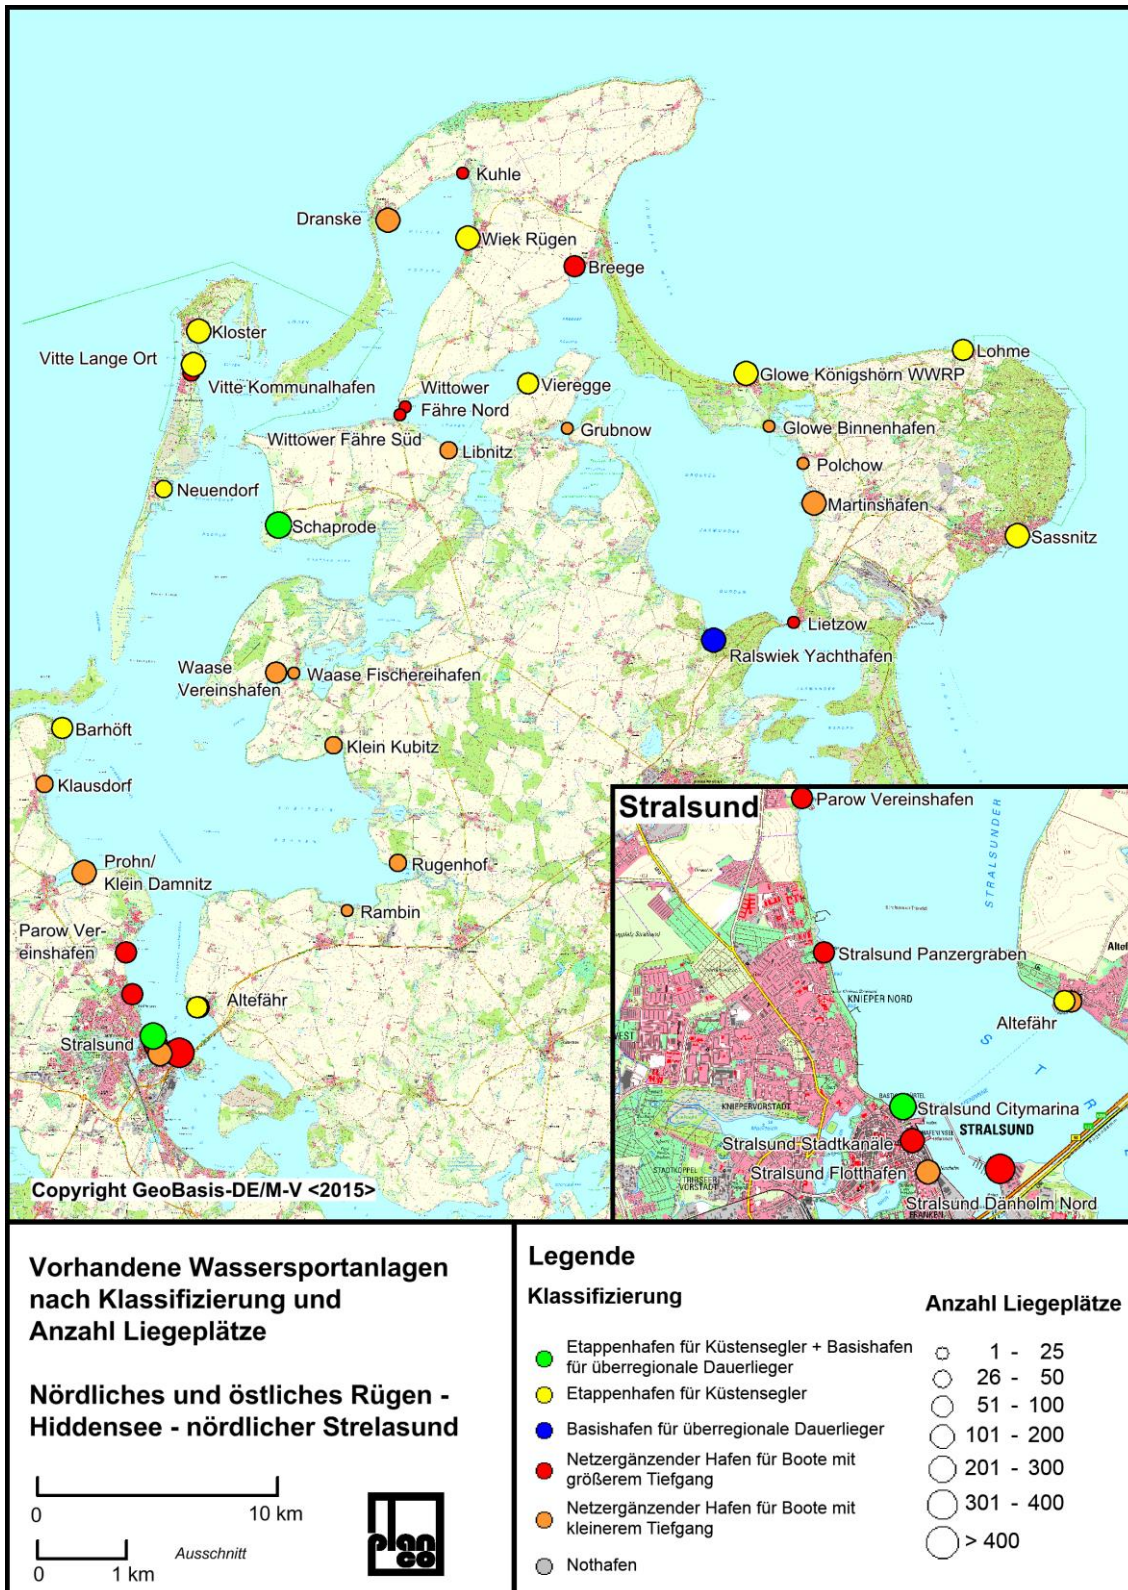 Kuhle
Dranske
Wiek Rügen
Breege
Kloster
Vitte Lange Ort
Vitte Kommunalhafen
Wittower
Fähre Nord
Vieregge
Glowe Königshörn WWRP
Lohme
Wittower Fähre Süd
Grubnow
Glowe Binnenhafen
Libnitz
Polchow
Neuendorf
Martinshafen
Schaprode
Sassnitz
Lietzow
Ralswiek Yachthafen
Waase
Vereinshafen
Waase Fischereihafen
Barhöft
Klein Kubitz
Klausdorf
Prohn/
Klein Damnitz
Rugenhof
Rambin
Parow Ver-
einshafen
Altefähr
Stralsund
Copyright GeoBasis-DE/M-V <2015>
Stralsund
Parow Vereinshafen
STRALSUNDER
Stralsund Panzergraben
KNIEPER NORD
Altefähr
KNIEPERVORSTADT
Stralsund Citymarina
STRALSUND
Stralsund Stadtkanäle
Stralsund Flotthafen
STADTKOPPEL
TRIBSEER
VORSTADT
Stralsund Dänholm Nord
FRANKEN
Vorhandene Wassersportanlagen
nach Klassifizierung und
Anzahl Liegeplätze
Nördliches und östliches Rügen -
Hiddensee - nördlicher Strelasund
0 10 km
0 1 km
Ausschnitt
plan
co
Legende
Klassifizierung
Etappenhafen für Küstensegler + Basishafen
für überregionale Dauerlieger
Etappenhafen für Küstensegler
Basishafen für überregionale Dauerlieger
Netzergänzender Hafen für Boote mit
größerem Tiefgang
Netzergänzender Hafen für Boote mit
kleinerem Tiefgang
Nothafen
Anzahl Liegeplätze
1 - 25
26 - 50
51 - 100
101 - 200
201 - 300
301 - 400
> 400